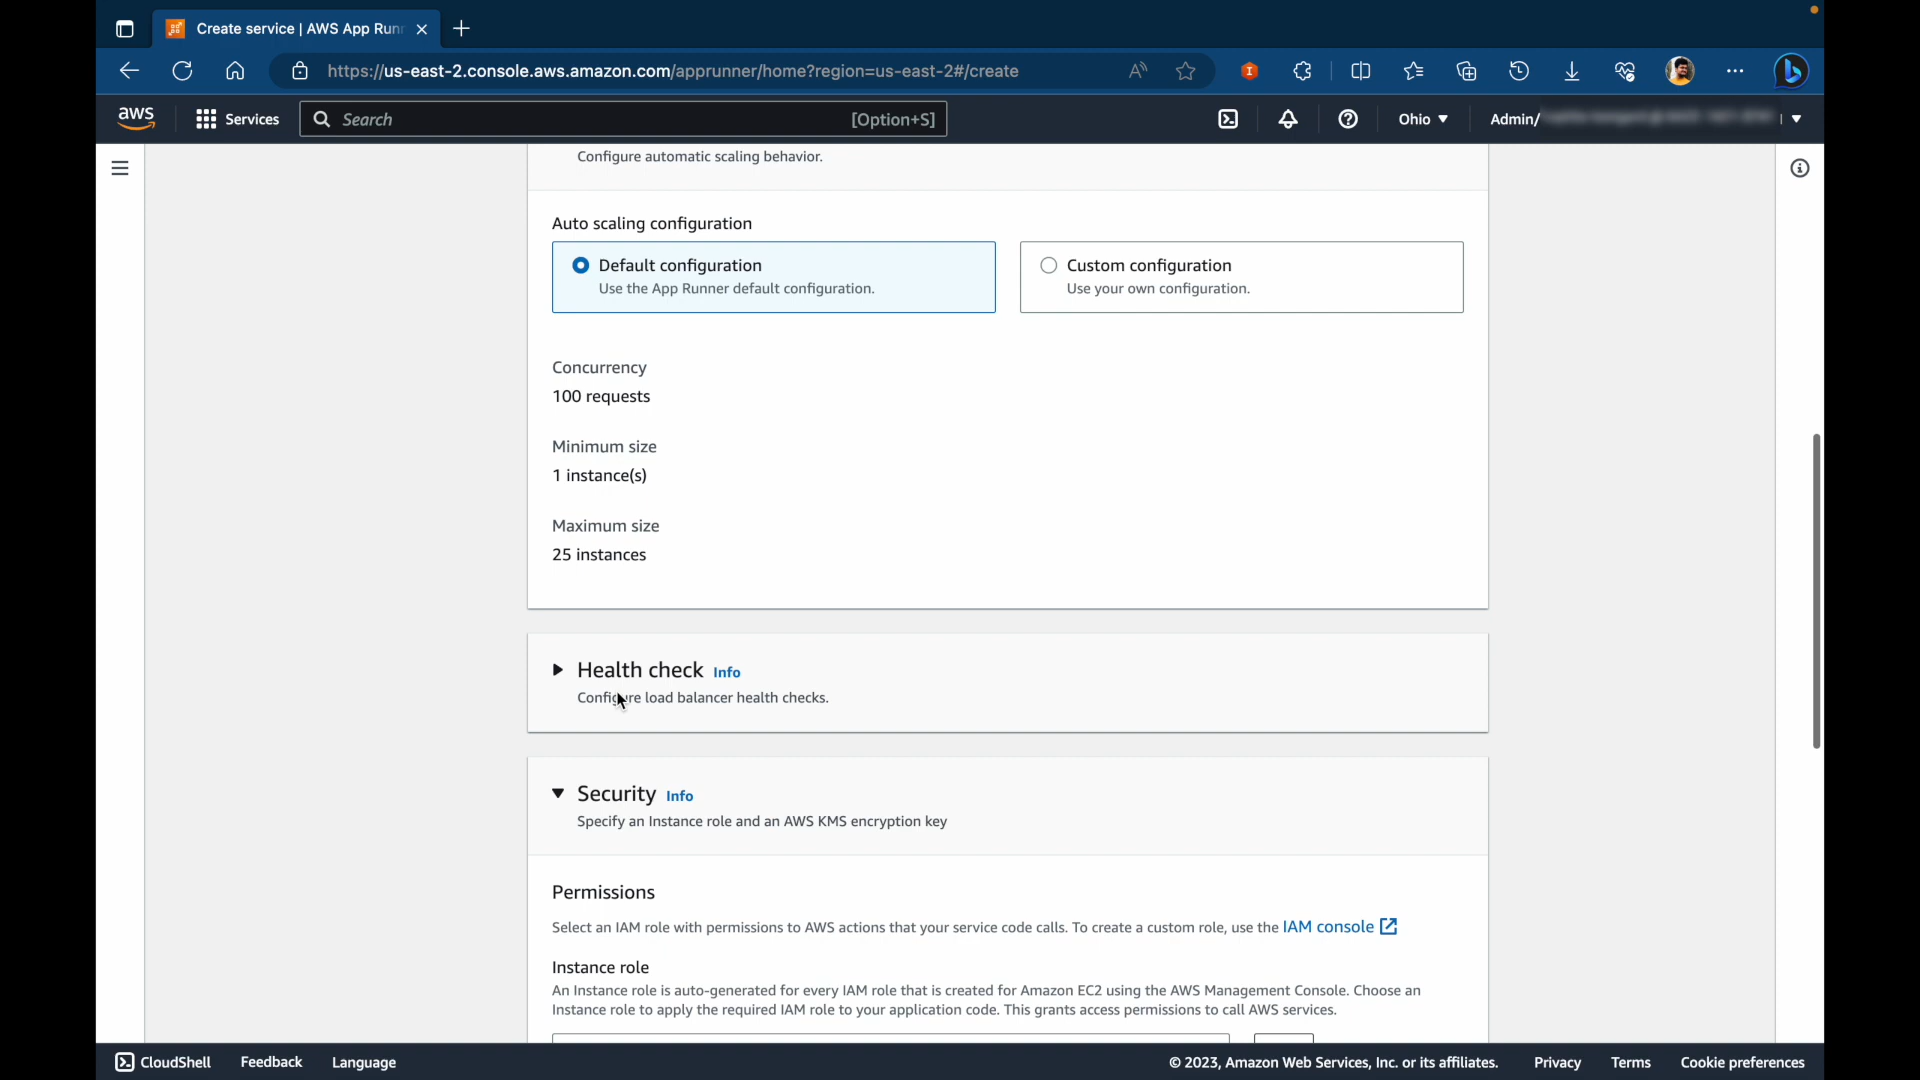 Create service | AWS App Run
https://us-east-2.console.aws.amazon.com/apprunner/home?region=us-east-2#/create
aws
Services
Search
[Option+S]
Ohio
Admin/
Configure automatic scaling behavior.
Auto scaling configuration
Default configuration
Use the App Runner default configuration.
Custom configuration
Use your own configuration.
Concurrency
100 requests
Minimum size
1 instance(s)
Maximum size
25 instances
Health check Info
Configure load balancer health checks.
Security Info
Specify an Instance role and an AWS KMS encryption key
Permissions
Select an IAM role with permissions to AWS actions that your service code calls. To create a custom role, use the IAM console
Instance role
An Instance role is auto-generated for every IAM role that is created for Amazon EC2 using the AWS Management Console. Choose an
Instance role to apply the required IAM role to your application code. This grants access permissions to call AWS services.
CloudShell
Feedback
Language
© 2023, Amazon Web Services, Inc. or its affiliates.
Privacy
Terms
Cookie preferences